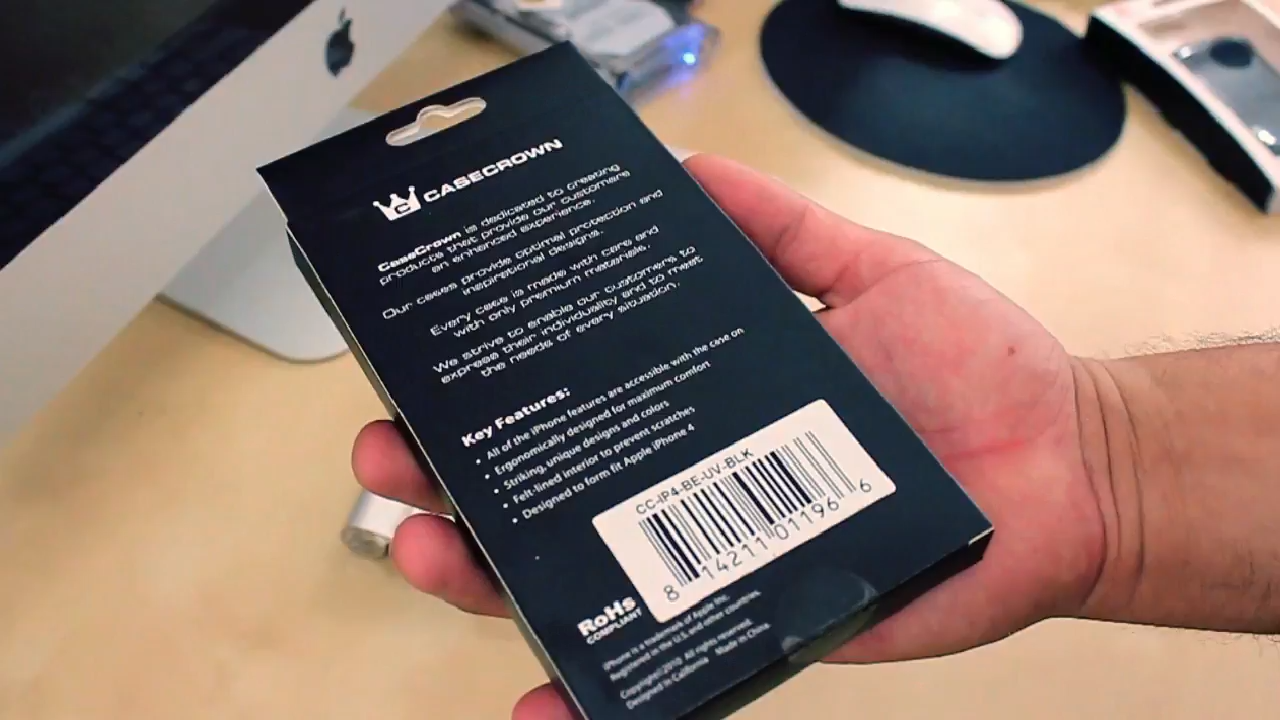 CASECROWN
CaseCrown is dedicated to creating
products that provide our customers
an enhanced experience.
Our cases provide optimal protection and
inspirational designs.
Every case is made with care and
with only premium materials.
We strive to enable our customers to
express their individuality and to meet
the needs of every situation.
Key Features:
• All of the iPhone features are accessible with the case on
• Ergonomically designed for maximum comfort
• Striking, unique designs and colors
• Felt-lined interior to prevent scratches
• Designed to form fit Apple iPhone 4
CC-IP4-BE-UV-BLK
8 14211 01196 6
RoHS
COMPLIANT
iPhone is a trademark of Apple Inc.
Registered in the U.S. and other countries.
Copyright©2010 All rights reserved.
Designed in California Made in China